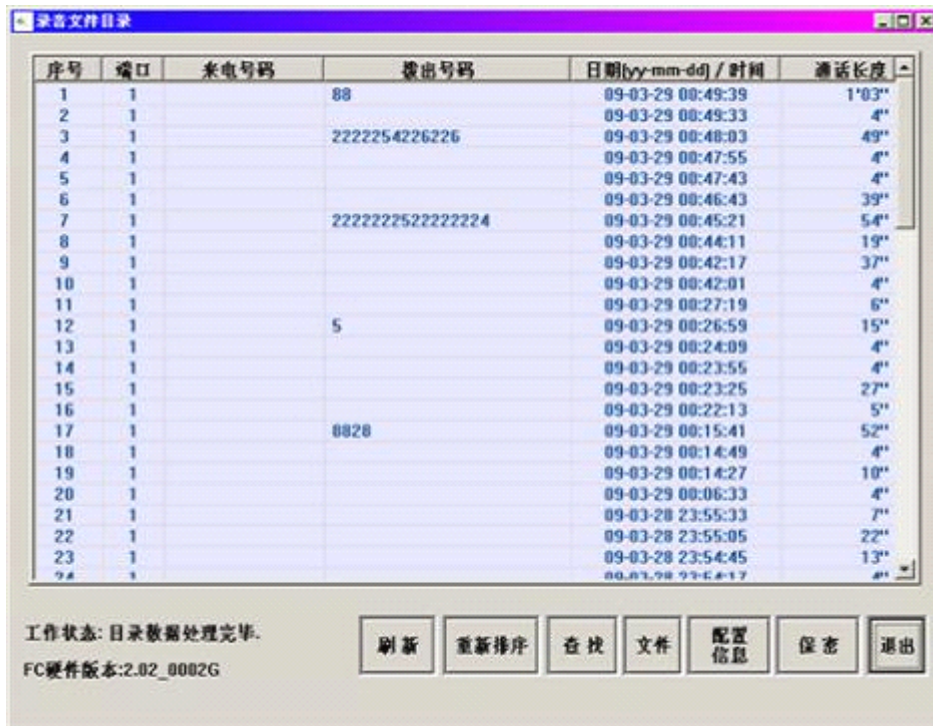 录音文件目录
序号 端口 来电号码 拨出号码 日期(yy-mm-dd) / 时间 通话长度
1 1 88 09-03-29 00:49:39 1'03''
2 1 09-03-29 00:49:33 4''
3 1 2222254226226 09-03-29 00:48:03 49''
4 1 09-03-29 00:47:55 4''
5 1 09-03-29 00:47:43 4''
6 1 09-03-29 00:46:43 39''
7 1 2222222522222224 09-03-29 00:45:21 54''
8 1 09-03-29 00:44:11 19''
9 1 09-03-29 00:42:17 37''
10 1 09-03-29 00:42:01 4''
11 1 09-03-29 00:27:19 6''
12 1 5 09-03-29 00:26:59 15''
13 1 09-03-29 00:24:09 4''
14 1 09-03-29 00:23:55 4''
15 1 09-03-29 00:23:25 27''
16 1 09-03-29 00:22:13 5''
17 1 8828 09-03-29 00:15:41 52''
18 1 09-03-29 00:14:49 4''
19 1 09-03-29 00:14:27 10''
20 1 09-03-29 00:06:33 4''
21 1 09-03-28 23:55:33 7''
22 1 09-03-28 23:55:05 22''
23 1 09-03-28 23:54:45 13''
24 1 09-03-28 23:54:17 4''
工作状态: 目录数据处理完毕.
FC硬件版本:2.02_0002G
刷新 重新排序 查找 文件 配置信息 保密 退出